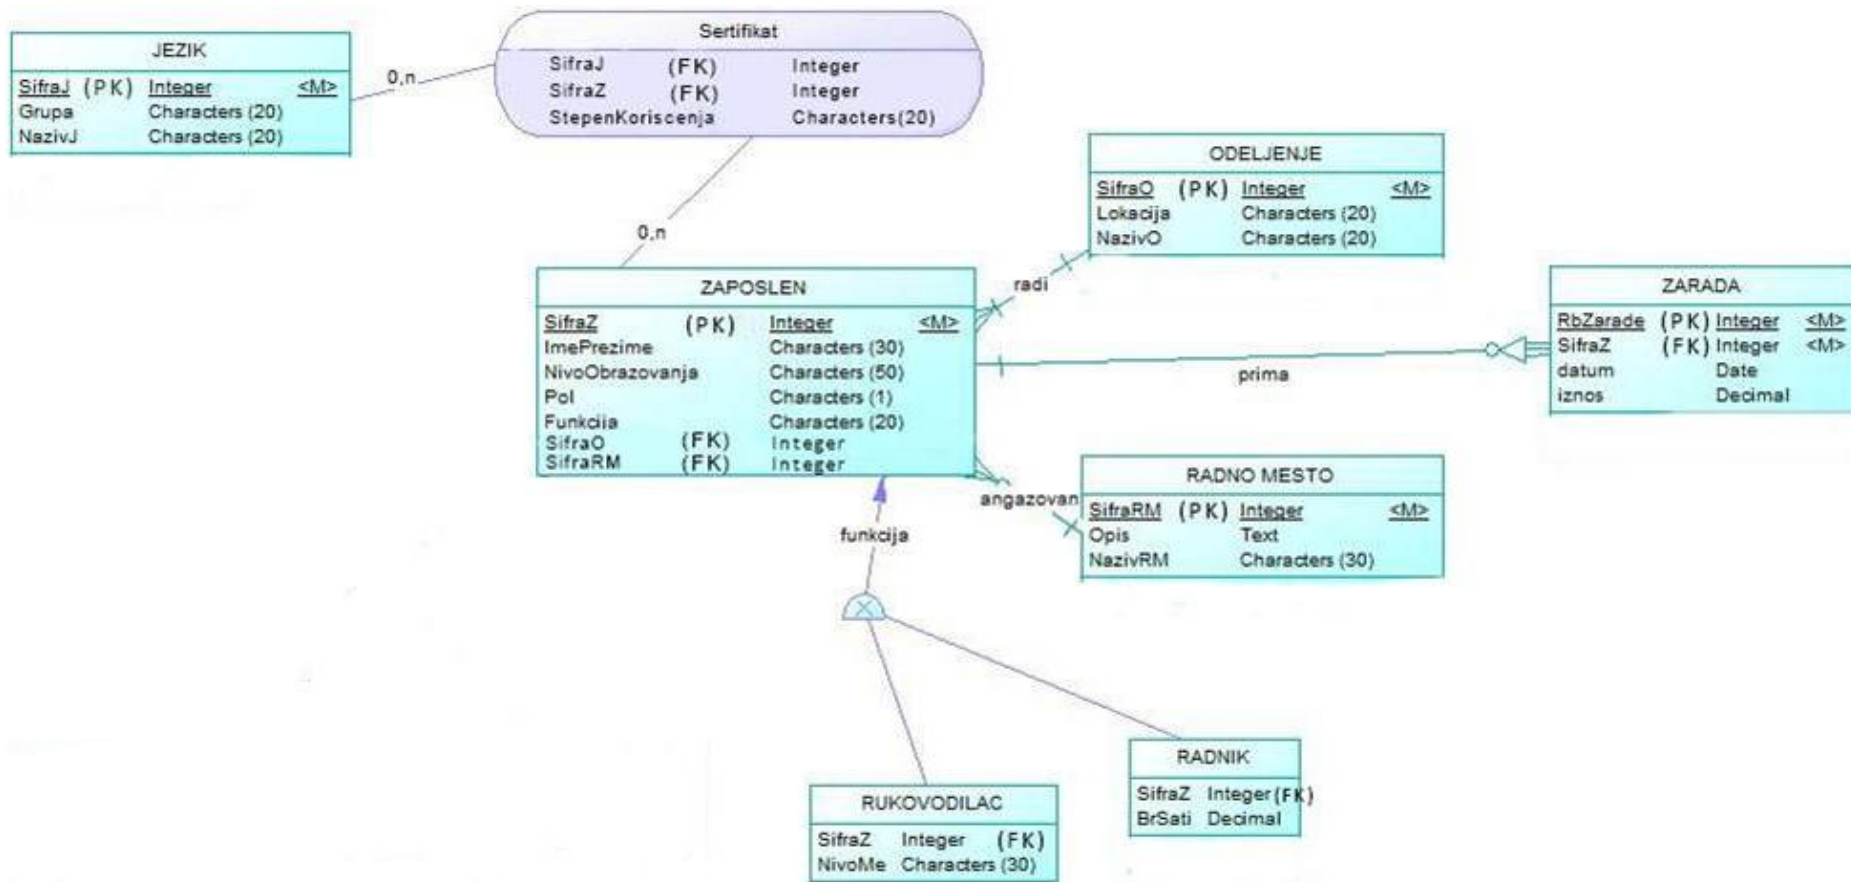 JEZIK
SifraJ (PK) Integer <M>
Grupa Characters (20)
NazivJ Characters (20)
0,n
Sertifikat
SifraJ (FK) Integer
SifraZ (FK) Integer
StepenKoriscenja Characters(20)
0,n
ODELJENJE
SifraO (PK) Integer <M>
Lokacija Characters (20)
NazivO Characters (20)
radi
ZAPOSLEN
SifraZ (PK) Integer <M>
ImePrezime Characters (30)
NivoObrazovanja Characters (50)
Pol Characters (1)
Funkcija Characters (20)
SifraO (FK) Integer
SifraRM (FK) Integer
prima
ZARADA
RbZarade (PK) Integer <M>
SifraZ (FK) Integer <M>
datum Date
iznos Decimal
angazovan
RADNO MESTO
SifraRM (PK) Integer <M>
Opis Text
NazivRM Characters (30)
funkcija
RUKOVODILAC
SifraZ Integer (FK)
NivoMe Characters (30)
RADNIK
SifraZ Integer (FK)
BrSati Decimal